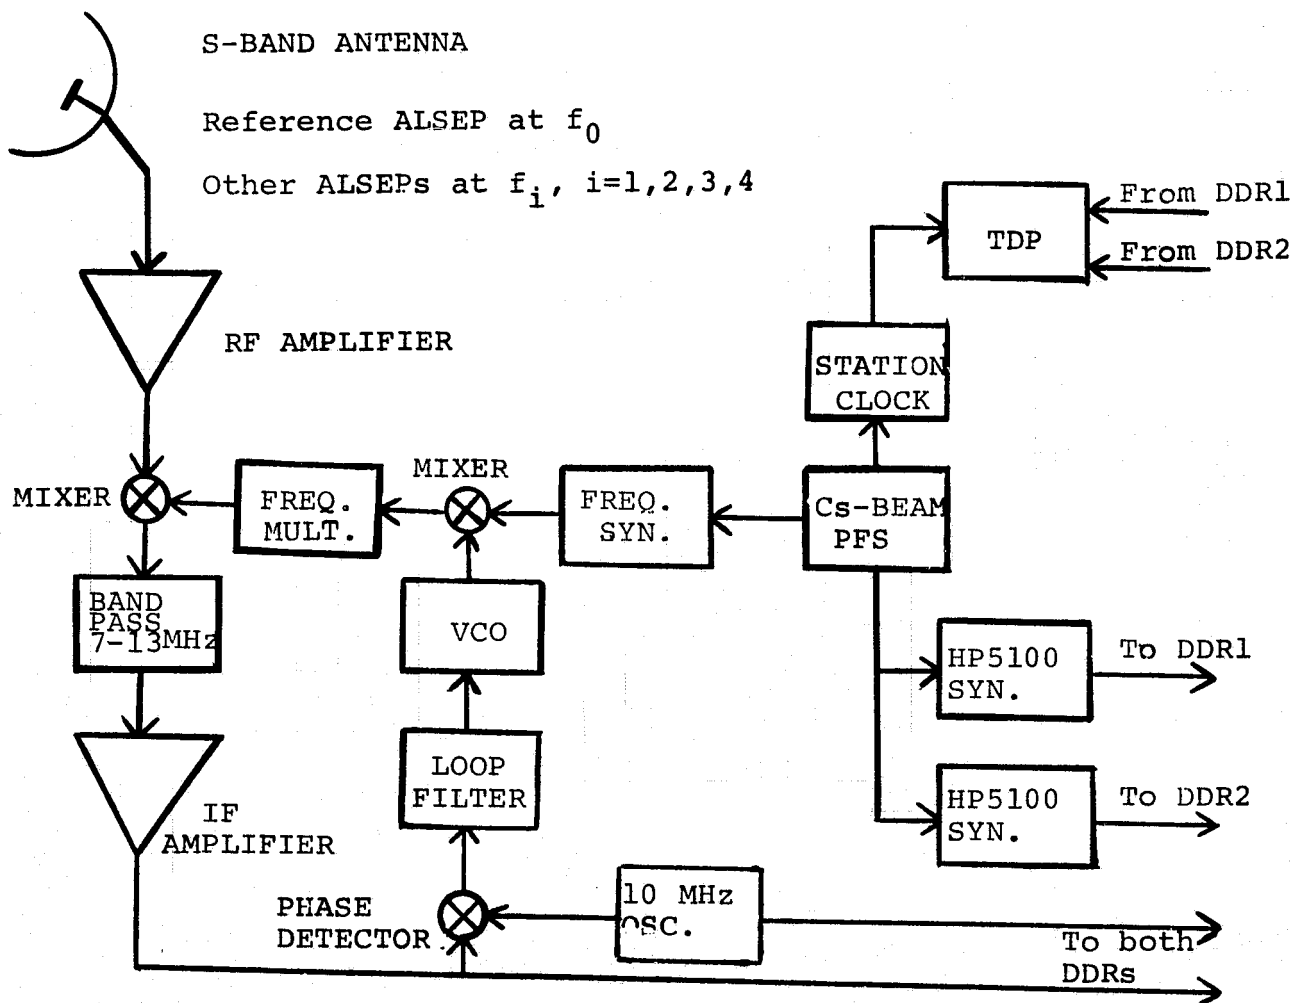 S-BAND ANTENNA
Reference ALSEP at f0
Other ALSEPs at fi, i=1,2,3,4
From DDR1
TDP
From DDR2
RF AMPLIFIER
STATION
CLOCK
MIXER
MIXER
FREQ.
MULT.
FREQ.
SYN.
Cs-BEAM
PFS
BAND
PASS
7-13MHz
VCO
HP5100
SYN.
To DDR1
LOOP
FILTER
HP5100
SYN.
To DDR2
IF
AMPLIFIER
PHASE
DETECTOR
10 MHz
OSC.
To both
DDRs